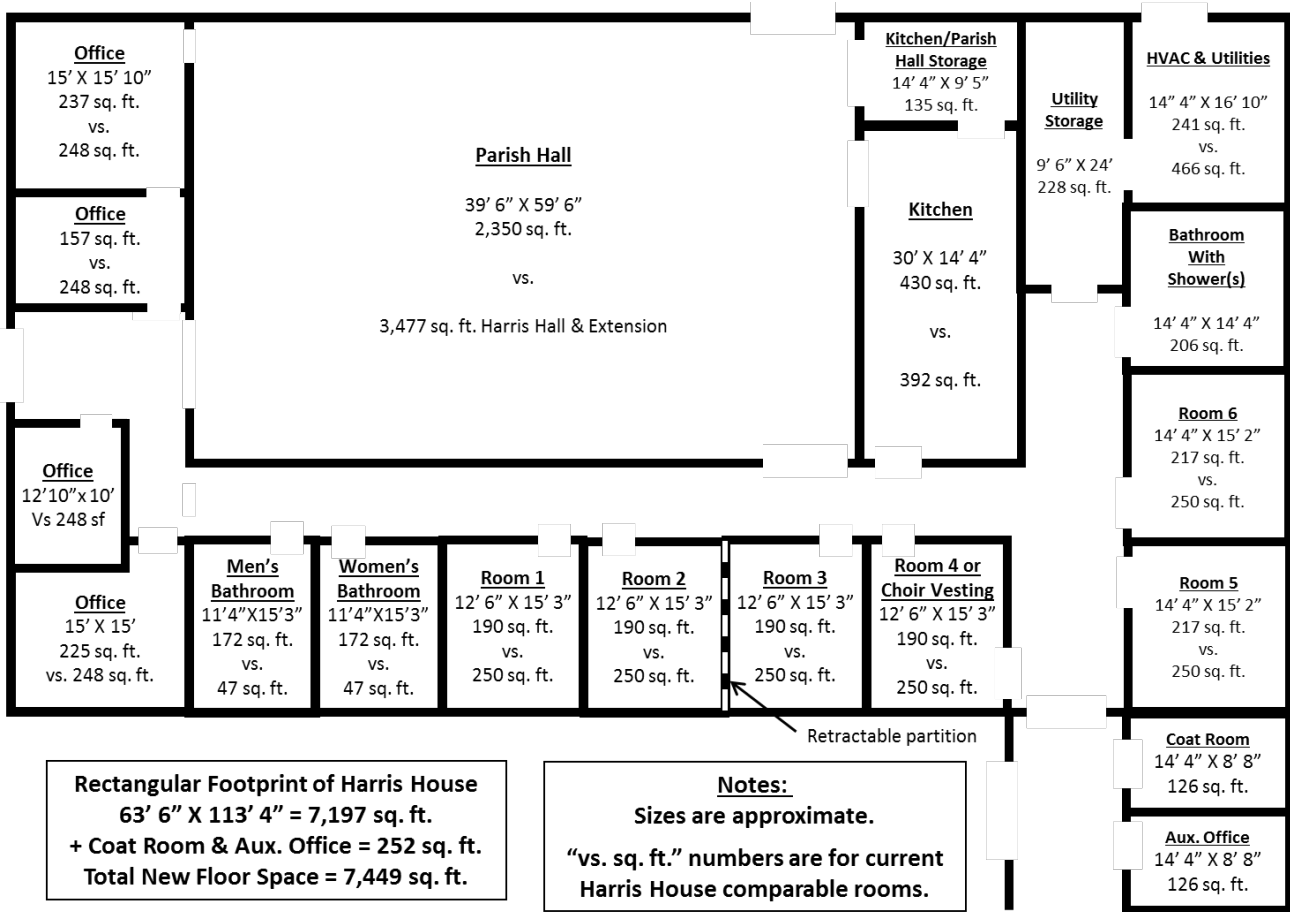 Office
15’ X 15’ 10”
237 sq. ft.
vs.
248 sq. ft.
Office
157 sq. ft.
vs.
248 sq. ft.
Office
12’10”x 10’
Vs 248 sf
Office
15’ X 15’
225 sq. ft.
vs. 248 sq. ft.
Parish Hall
39’ 6” X 59’ 6”
2,350 sq. ft.
vs.
3,477 sq. ft. Harris Hall & Extension
Kitchen/Parish
Hall Storage
14’ 4” X 9’ 5”
135 sq. ft.
Kitchen
30’ X 14’ 4”
430 sq. ft.
vs.
392 sq. ft.
Utility
Storage
9’ 6” X 24’
228 sq. ft.
HVAC & Utilities
14” 4” X 16’ 10”
241 sq. ft.
vs.
466 sq. ft.
Bathroom
With
Shower(s)
14’ 4” X 14’ 4”
206 sq. ft.
Room 6
14’ 4” X 15’ 2”
217 sq. ft.
vs.
250 sq. ft.
Room 5
14’ 4” X 15’ 2”
217 sq. ft.
vs.
250 sq. ft.
Men’s
Bathroom
11’4”X15’3”
172 sq. ft.
vs.
47 sq. ft.
Women’s
Bathroom
11’4”X15’3”
172 sq. ft.
vs.
47 sq. ft.
Room 1
12’ 6” X 15’ 3”
190 sq. ft.
vs.
250 sq. ft.
Room 2
12’ 6” X 15’ 3”
190 sq. ft.
vs.
250 sq. ft.
Room 3
12’ 6” X 15’ 3”
190 sq. ft.
vs.
250 sq. ft.
Room 4 or
Choir Vesting
12’ 6” X 15’ 3”
190 sq. ft.
vs.
250 sq. ft.
Retractable partition
Coat Room
14’ 4” X 8’ 8”
126 sq. ft.
Aux. Office
14’ 4” X 8’ 8”
126 sq. ft.
Rectangular Footprint of Harris House
63’ 6” X 113’ 4” = 7,197 sq. ft.
+ Coat Room & Aux. Office = 252 sq. ft.
Total New Floor Space = 7,449 sq. ft.
Notes:
Sizes are approximate.
“vs. sq. ft.” numbers are for current
Harris House comparable rooms.